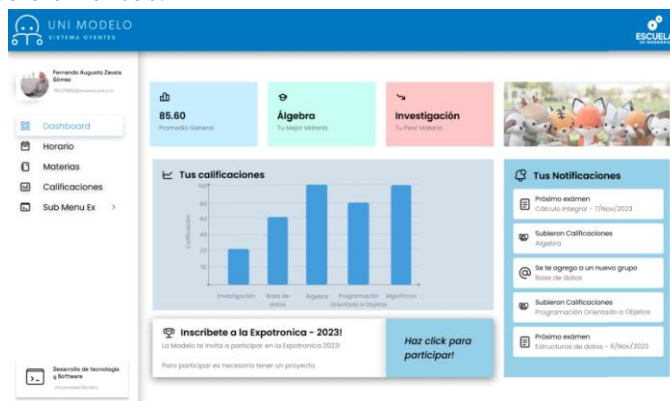 UNI MODELO
SISTEMA OYENTES
ESCUELA
DE INGENIERÍA
Fernando Augusto Zavala
Gómez
Dashboard
Horario
Materias
Calificaciones
Sub Menu Ex >
Desarrollo de tecnología
y Software
Universidad Modelo
85.60
Promedio General
Álgebra
Tu Mejor Materia
Investigación
Tu Peor Materia
Tus calificaciones
Calificación
100
80
60
40
20
10
Investigación
Base de
datos
Álgebra
Programación
Orientado a Objetos
Algoritmos
Inscribete a la Expotronica - 2023!
La Modelo te invita a participar en la Expotronica 2023!
Para participar es necesario tener un proyecto
Haz click para
participar!
Tus Notificaciones
Próximo exámen
Cálculo Integral - 7/Nov/2023
Subieron Calificaciones
Algebra
Se te agrego a un nuevo grupo
Base de datos
Subieron Calificaciones
Programación Orientado a Objetos
Próximo exámen
Estructuras de datos - 6/Nov/2023